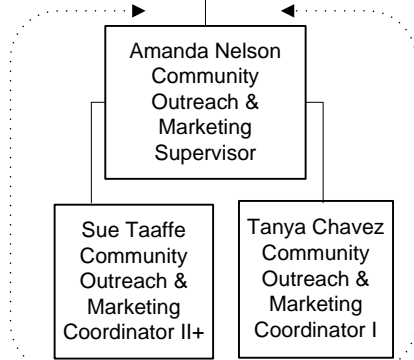 Amanda Nelson
Community
Outreach &
Marketing
Supervisor
Sue Taaffe
Community
Outreach &
Marketing
Coordinator II+
Tanya Chavez
Community
Outreach &
Marketing
Coordinator I